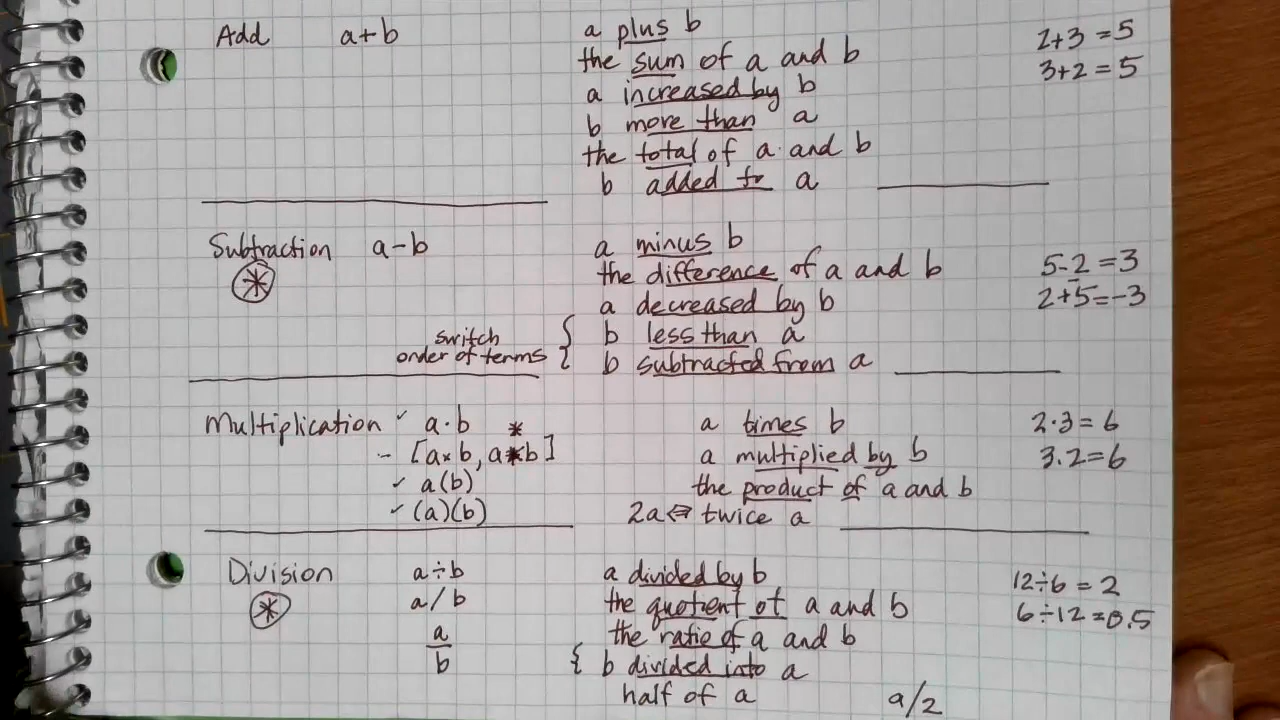 Add a+b a plus b 2+3=5
the sum of a and b 3+2=5
a increased by b
b more than a
the total of a and b
b added to a
Subtraction a-b a minus b 5-2=3
the difference of a and b
a decreased by b 2+5=-3
switch { b less than a
order of terms b subtracted from a
Multiplication ✓ a·b * a times b 2·3=6
- [a×b, a*b] a multiplied by b 3·2=6
✓ a(b) the product of a and b
✓ (a)(b) 2a⇔twice a
Division a÷b a divided by b 12÷6=2
* a/b the quotient of a and b 6÷12=0.5
a the ratio of a and b
b { b divided into a
half of a a/2